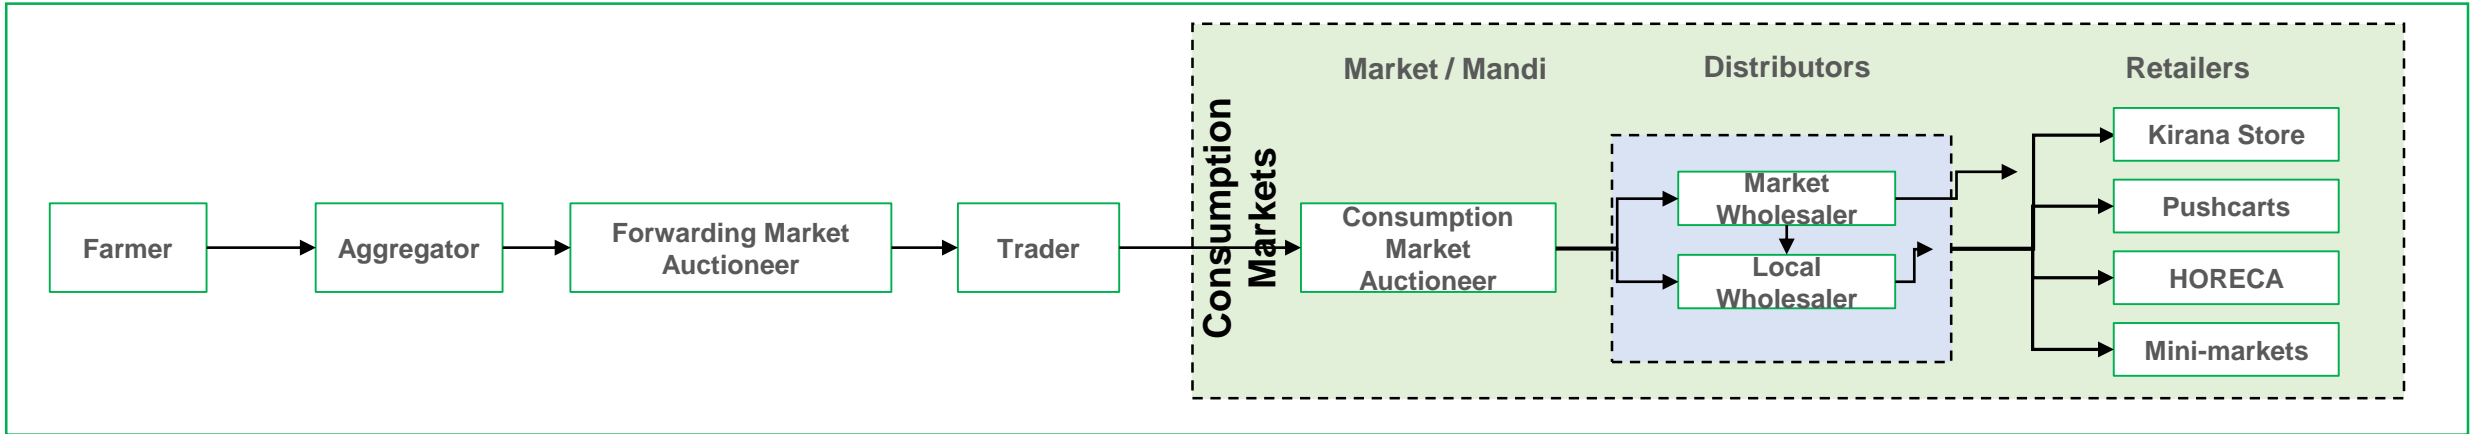 Market / Mandi
Distributors
Retailers
Consumption
Markets
Farmer
Aggregator
Forwarding Market
Auctioneer
Trader
Consumption
Market
Auctioneer
Market
Wholesaler
Local
Wholesaler
Kirana Store
Pushcarts
HORECA
Mini-markets